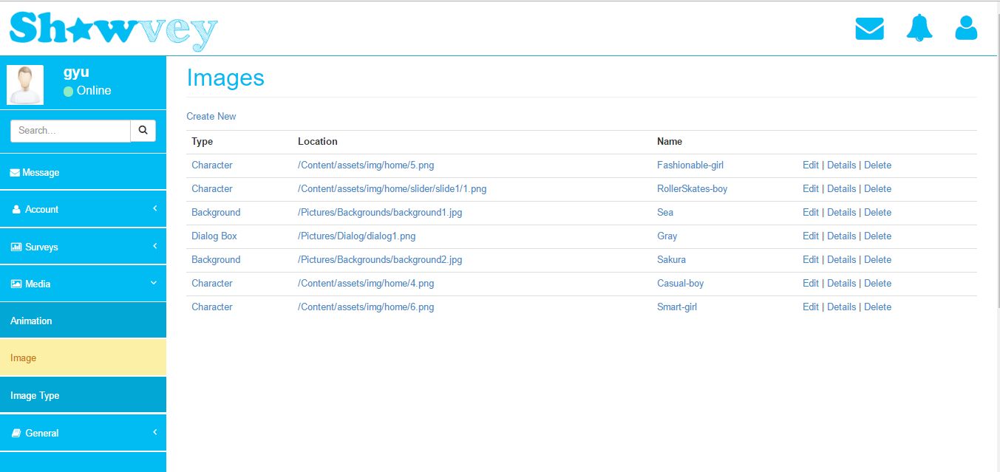 Sh★wvey
gyu
Online
Search...
Message
Account
Surveys
Media
Animation
Image
Image Type
General
Images
Create New
Type Location Name
Character /Content/assets/img/home/5.png Fashionable-girl Edit | Details | Delete
Character /Content/assets/img/home/slider/slide1/1.png RollerSkates-boy Edit | Details | Delete
Background /Pictures/Backgrounds/background1.jpg Sea Edit | Details | Delete
Dialog Box /Pictures/Dialog/dialog1.png Gray Edit | Details | Delete
Background /Pictures/Backgrounds/background2.jpg Sakura Edit | Details | Delete
Character /Content/assets/img/home/4.png Casual-boy Edit | Details | Delete
Character /Content/assets/img/home/6.png Smart-girl Edit | Details | Delete